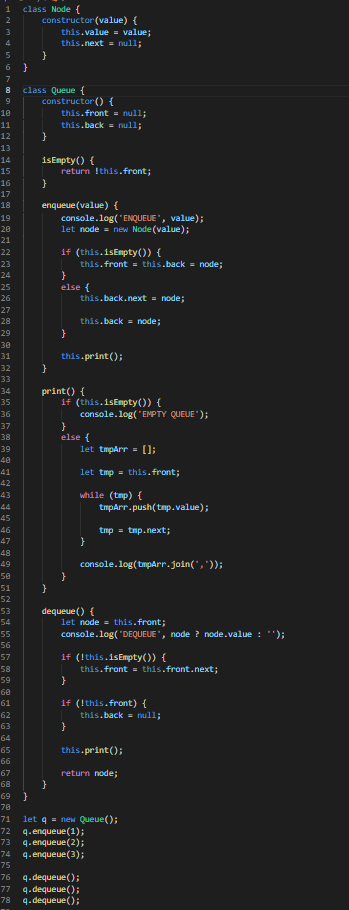 1 class Node {
2     constructor(value) {
3         this.value = value;
4         this.next = null;
5     }
6 }
7
8 class Queue {
9     constructor() {
10         this.front = null;
11         this.back = null;
12     }
13
14     isEmpty() {
15         return !this.front;
16     }
17
18     enqueue(value) {
19         console.log('ENQUEUE', value);
20         let node = new Node(value);
21
22         if (this.isEmpty()) {
23             this.front = this.back = node;
24         }
25         else {
26             this.back.next = node;
27
28             this.back = node;
29         }
30
31         this.print();
32     }
33
34     print() {
35         if (this.isEmpty()) {
36             console.log('EMPTY QUEUE');
37         }
38         else {
39             let tmpArr = [];
40
41             let tmp = this.front;
42
43             while (tmp) {
44                 tmpArr.push(tmp.value);
45
46                 tmp = tmp.next;
47             }
48
49             console.log(tmpArr.join(','));
50         }
51     }
52
53     dequeue() {
54         let node = this.front;
55         console.log('DEQUEUE', node ? node.value : '');
56
57         if (!this.isEmpty()) {
58             this.front = this.front.next;
59         }
60
61         if (!this.front) {
62             this.back = null;
63         }
64
65         this.print();
66
67         return node;
68     }
69 }
70
71 let q = new Queue();
72 q.enqueue(1);
73 q.enqueue(2);
74 q.enqueue(3);
75
76 q.dequeue();
77 q.dequeue();
78 q.dequeue();